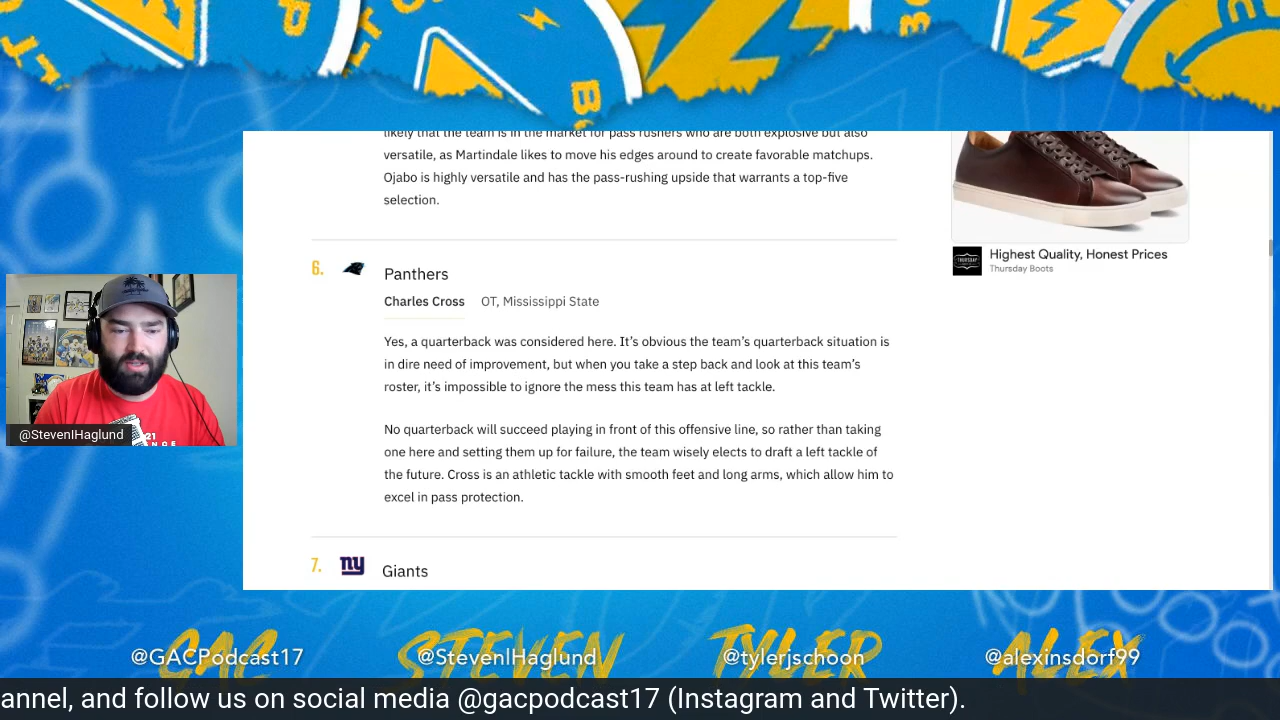 likely that the team is in the market for pass rushers who are both explosive but also
versatile, as Martindale likes to move his edges around to create favorable matchups.
Ojabo is highly versatile and has the pass-rushing upside that warrants a top-five
selection.
6. Panthers
Charles Cross OT, Mississippi State
Yes, a quarterback was considered here. It's obvious the team's quarterback situation is
in dire need of improvement, but when you take a step back and look at this team's
roster, it's impossible to ignore the mess this team has at left tackle.
No quarterback will succeed playing in front of this offensive line, so rather than taking
one here and setting them up for failure, the team wisely elects to draft a left tackle of
the future. Cross is an athletic tackle with smooth feet and long arms, which allow him to
excel in pass protection.
7. ny Giants
THURSDAY
Highest Quality, Honest Prices
Thursday Boots
@StevenIHaglund
GAC STEVEN TYLER ALEX
@GACPodcast17 @StevenIHaglund @tylerjschoon @alexinsdorf99
annel, and follow us on social media @gacpodcast17 (Instagram and Twitter).